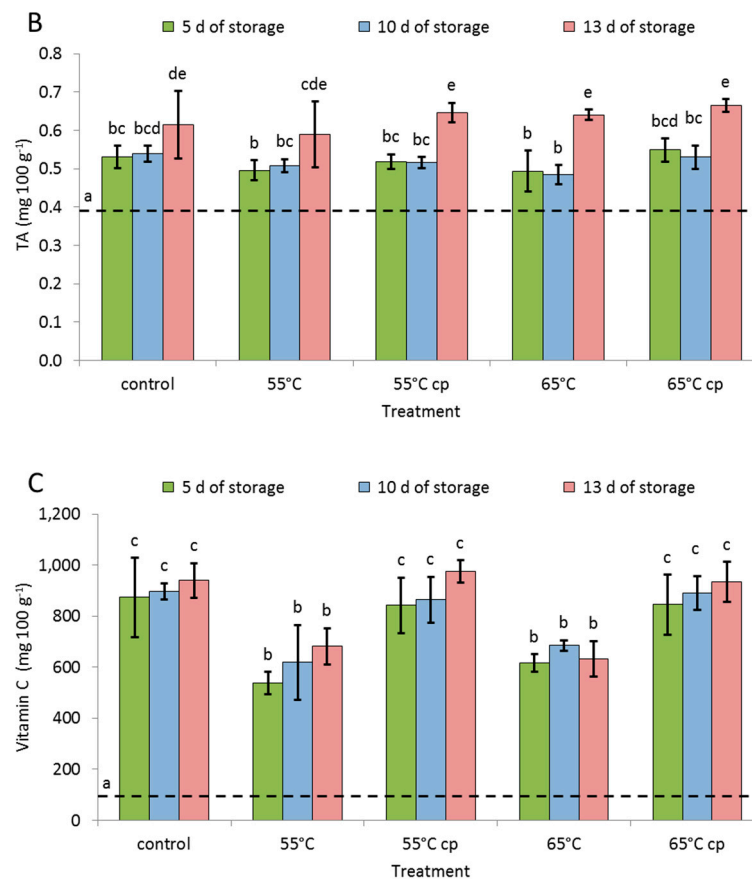 B
5 d of storage 10 d of storage 13 d of storage
TA (mg 100 g⁻¹)
0.8
0.7
0.6
0.5
0.4
0.3
0.2
0.1
0.0
a
bc bcd de
b bc cde
bc bc e
b b e
bcd bc e
control 55°C 55°C cp 65°C 65°C cp
Treatment
C
5 d of storage 10 d of storage 13 d of storage
Vitamin C (mg 100 g⁻¹)
1,200
1,000
800
600
400
200
0
a
c c c
b b b
c c c
b b b
c c c
control 55°C 55°C cp 65°C 65°C cp
Treatment